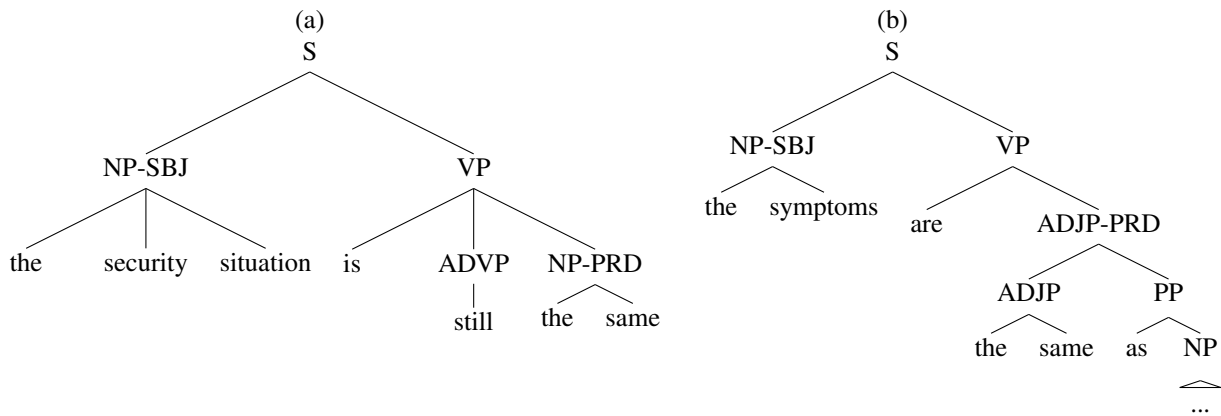 (a)
S
NP-SBJ VP
the security situation is ADVP NP-PRD
still the same
(b)
S
NP-SBJ VP
the symptoms are ADJP-PRD
ADJP PP
the same as NP
...